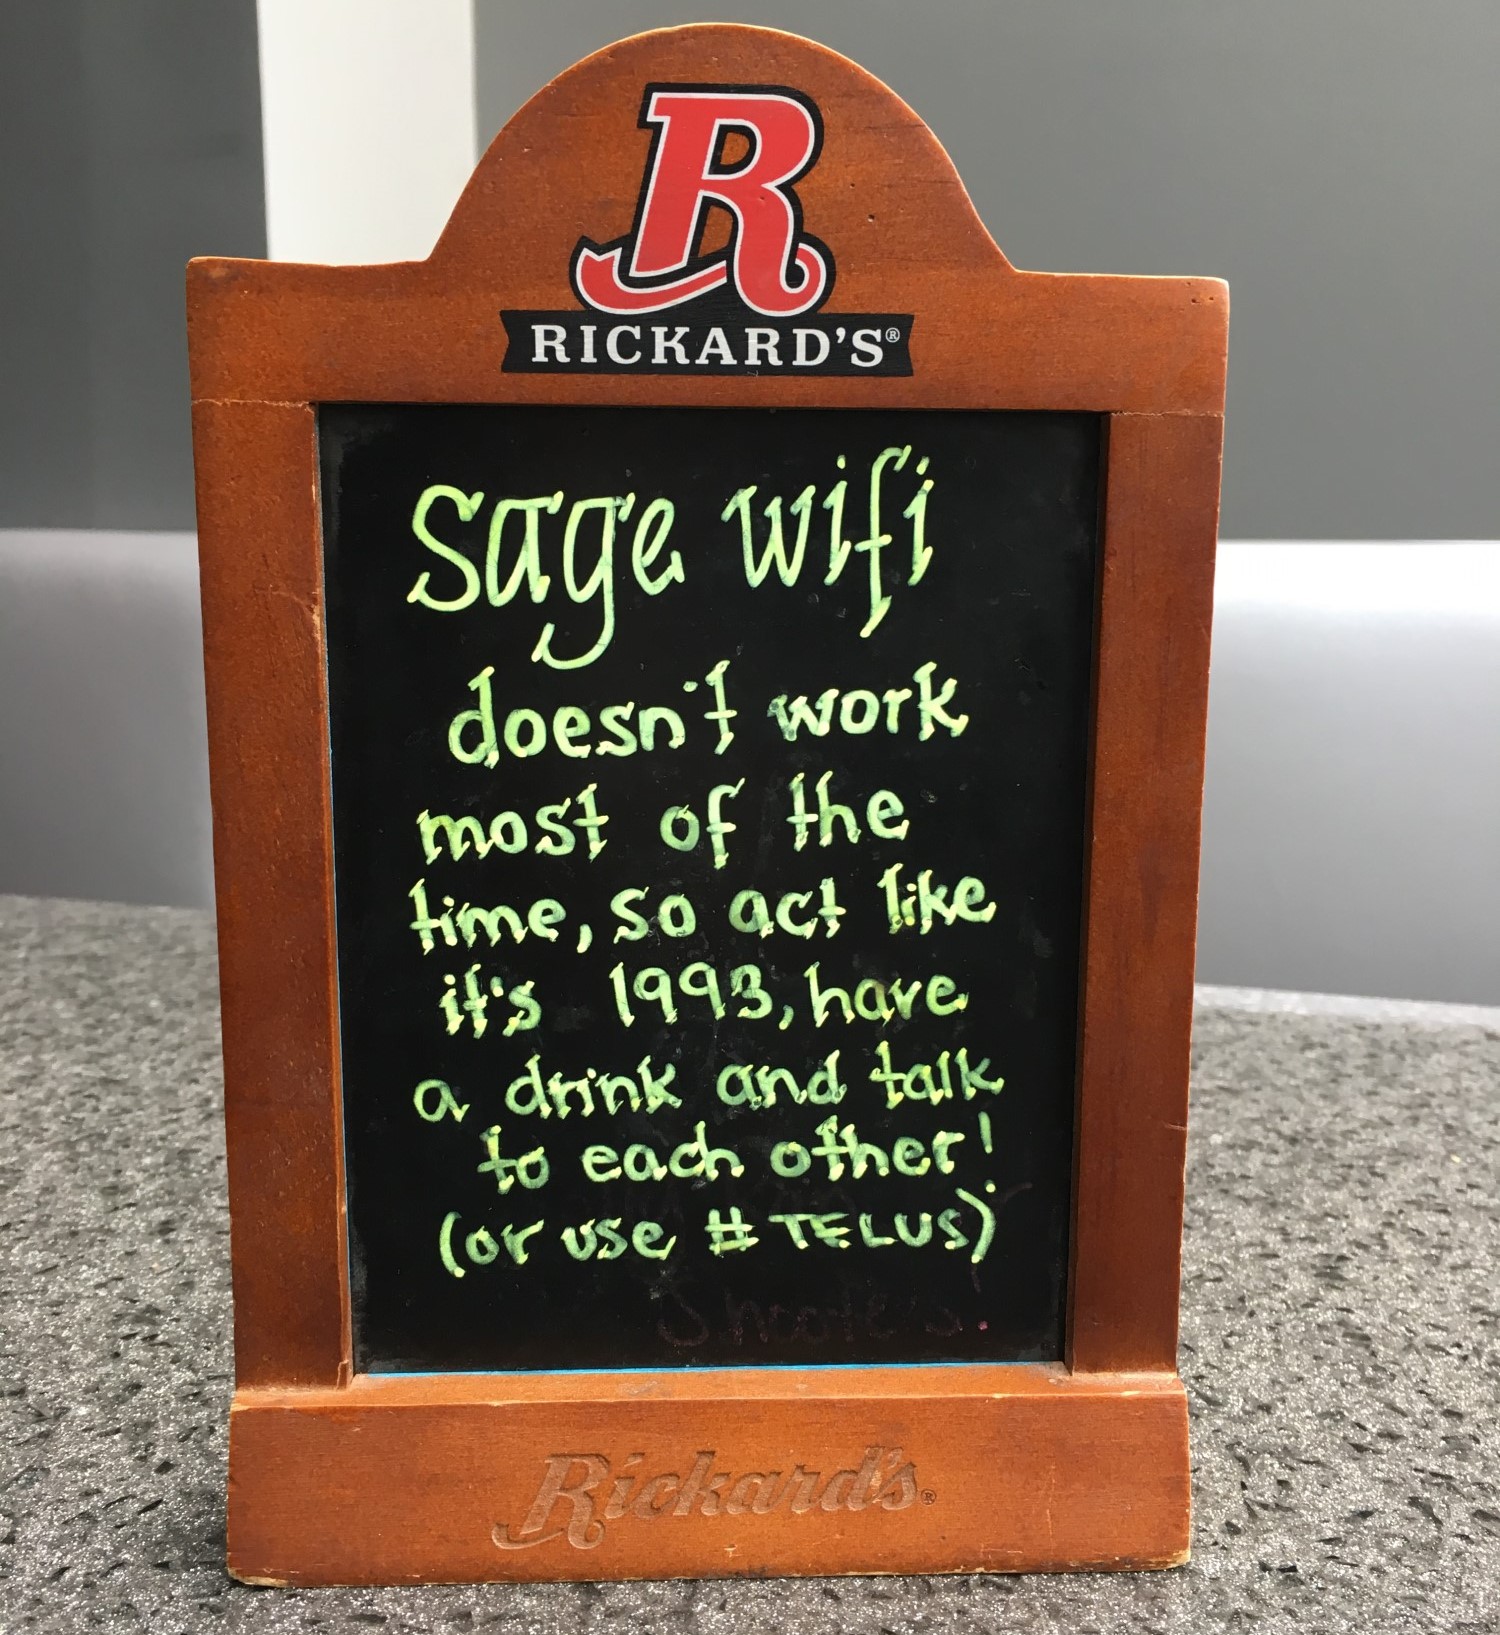 R
RICKARD'S®
sage wifi
doesn't work
most of the
time, so act like
it's 1993, have
a drink and talk
to each other!
(or use #TELUS)
Shooters!
Rickard's®